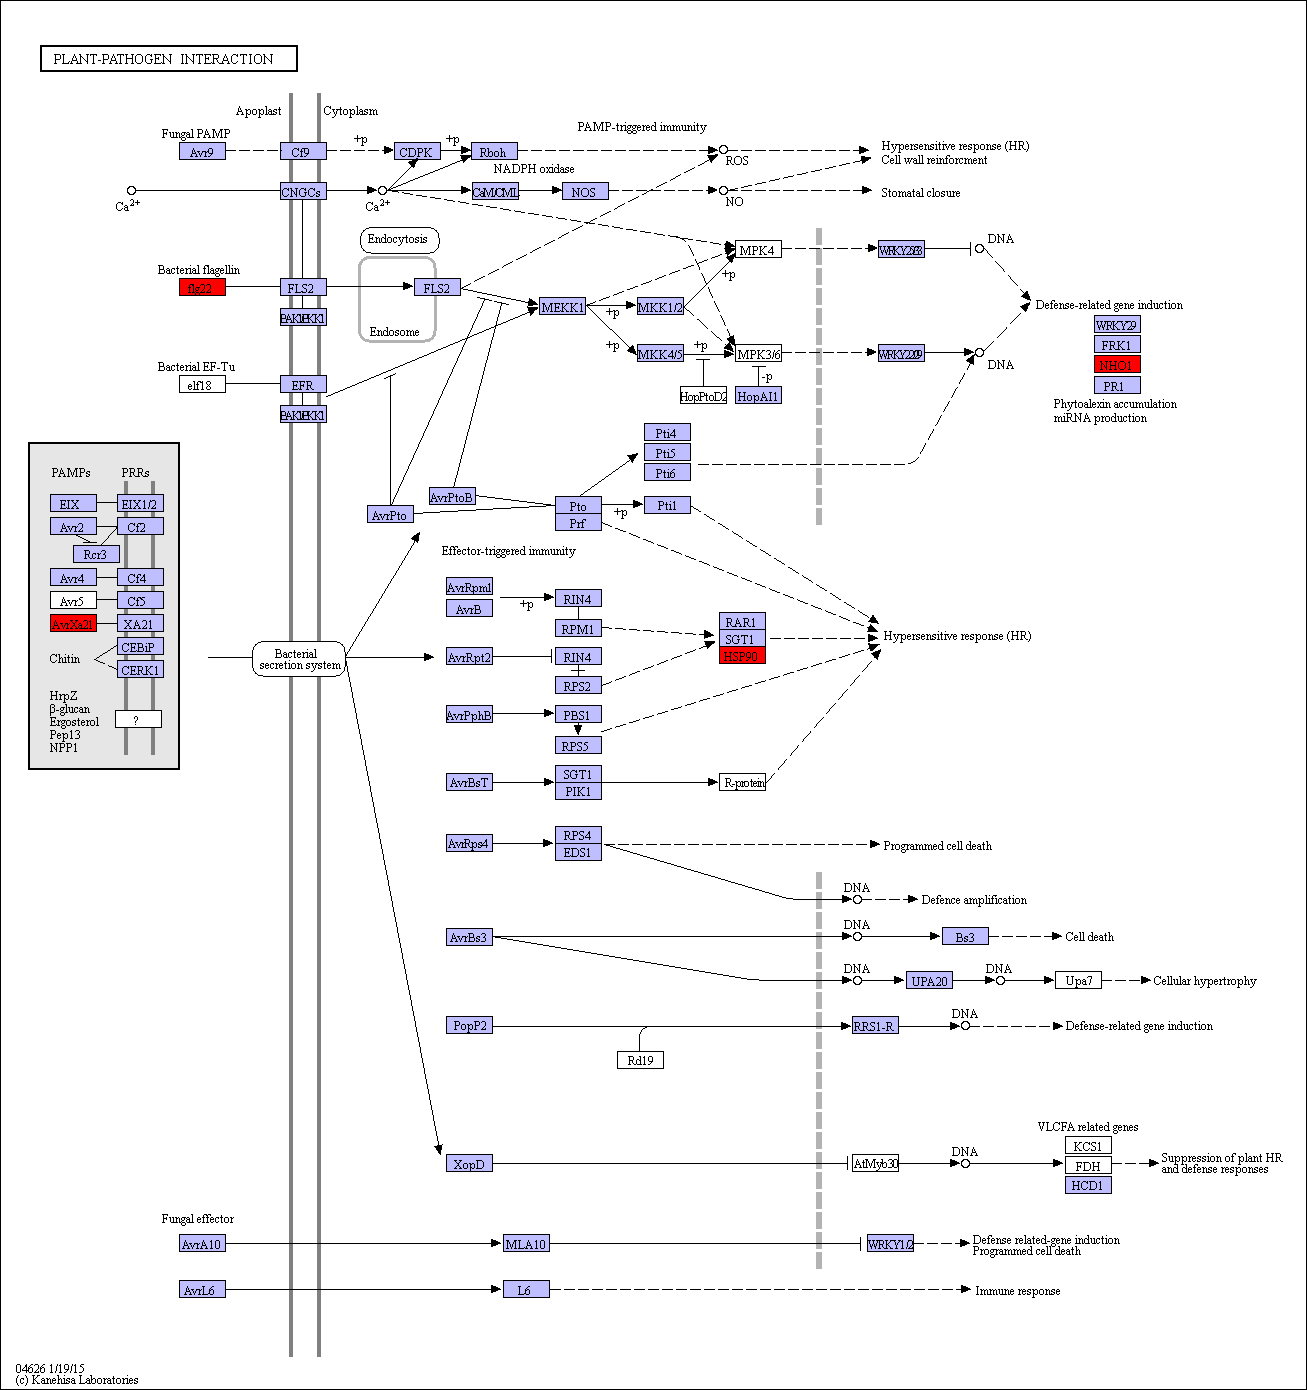 PLANT-PATHOGEN INTERACTION
Apoplast
Cytoplasm
Fungal PAMP
PAMP-triggered immunity
Avr9
Cf9
+p
CDPK
+p
Rboh
NADPH oxidase
ROS
Hypersensitive response (HR)
Cell wall reinforcment
Ca2+
CNGCs
Ca2+
CaM/CML
NOS
NO
Stomatal closure
Endocytosis
MPK4
DNA
Bacterial flagellin
flg22
FLS2
FLS2
Endosome
MEKK1
+p
MKK1/2
+p
+p
MKK4/5
+p
MPK3/6
DNA
Defense-related gene induction
WRKY29
FRK1
NHO1
PR1
Phytoalexin accumulation
miRNA production
Bacterial EF-Tu
elf18
EFR
HopPtoD2
-p
HopAI1
Pti4
Pti5
Pti6
AvrPtoB
AvrPto
Pto
Prf
+p
Pti1
PAMPs
PRRs
EIX
EIX1/2
Avr2
Cf2
Rcr3
Avr4
Cf4
Avr5
Cf5
AvrXa21
XA21
Chitin
CEBiP
CERK1
HrpZ
β-glucan
Ergosterol
Pep13
NPP1
?
Effector-triggered immunity
AvrRpm1
AvrB
+p
RIN4
RPM1
RAR1
SGT1
HSP90
Hypersensitive response (HR)
Bacterial
secretion system
AvrRpt2
RIN4
RPS2
AvrPphB
PBS1
RPS5
AvrBsT
SGT1
PIK1
R-protein
AvrRps4
RPS4
EDS1
Programmed cell death
DNA
Defence amplification
AvrBs3
DNA
Bs3
Cell death
DNA
UPA20
DNA
Upa7
Cellular hypertrophy
PopP2
Rd19
RRS1-R
DNA
Defense-related gene induction
VLCFA related genes
XopD
AtMyb30
DNA
KCS1
FDH
HCD1
Suppression of plant HR
and defense responses
Fungal effector
AvrA10
MLA10
WRKY1/2
Defense related-gene induction
Programmed cell death
AvrL6
L6
Immune response
04626 1/19/15
(c) Kanehisa Laboratories